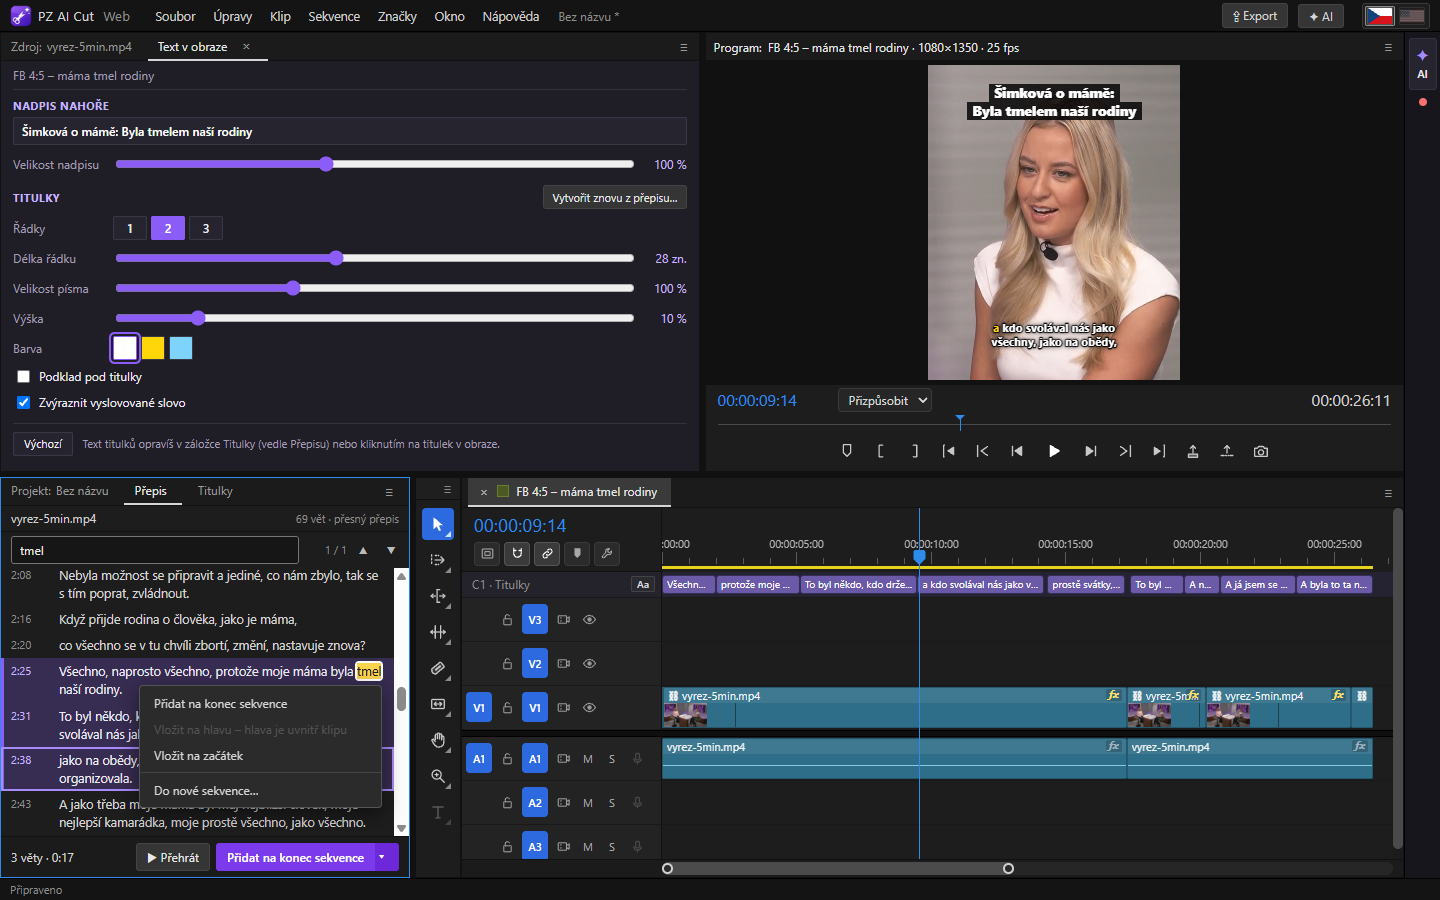 PZ AI Cut Web Soubor Úpravy Klip Sekvence Značky Okno Nápověda Bez názvu *
Export AI
Zdroj: vyrez-5min.mp4 Text v obraze ×
FB 4:5 – máma tmel rodiny
NADPIS NAHOŘE
Šimková o mámě: Byla tmelem naší rodiny
Velikost nadpisu 100 %
TITULKY Vytvořit znovu z přepisu...
Řádky 1 2 3
Délka řádku 28 zn.
Velikost písma 100 %
Výška 10 %
Barva
Podklad pod titulky
Zvýraznit vyslovované slovo
Výchozí Text titulků opravíš v záložce Titulky (vedle Přepisu) nebo kliknutím na titulek v obraze.
Program: FB 4:5 – máma tmel rodiny · 1080×1350 · 25 fps
Šimková o mámě:
Byla tmelem naší rodiny
a kdo svolával nás jako
všechny, jako na obědy,
00:00:09:14 Přizpůsobit 00:00:26:11
AI
Projekt: Bez názvu Přepis Titulky
vyrez-5min.mp4 69 vět · přesný přepis
tmel 1 / 1
2:08 Nebyla možnost se připravit a jediné, co nám zbylo, tak se
s tím poprat, zvládnout.
2:16 Když přijde rodina o člověka, jako je máma,
2:20 co všechno se v tu chvíli zbortí, změní, nastavuje znova?
2:25 Všechno, naprosto všechno, protože moje máma byla tmel
naší rodiny.
2:31 To byl někdo, k
svolával nás jak
2:38 jako na obědy,
organizovala.
2:43 A jako třeba
nejlepší kamarádka, moje prostě všechno, jako všechno.
Přidat na konec sekvence
Vložit na hlavu – hlava je uvnitř klipu
Vložit na začátek
Do nové sekvence...
3 věty · 0:17 Přehrát Přidat na konec sekvence
× FB 4:5 – máma tmel rodiny
00:00:09:14
:00:00 00:00:05:00 00:00:10:00 00:00:15:00 00:00:20:00 00:00:25:00
C1 · Titulky Aa Všechn... protože moje ... To byl někdo, kdo drže... a kdo svolával nás jako v... prostě svátky,... To byl ... A n... A já jsem se ... A byla to ta n...
V3
V2
V1 V1 vyrez-5min.mp4 fx vyrez-5m fx vyrez-5min.mp4 fx
A1 A1 M S vyrez-5min.mp4 fx vyrez-5min.mp4 fx
A2 M S
A3 M S
Připraveno